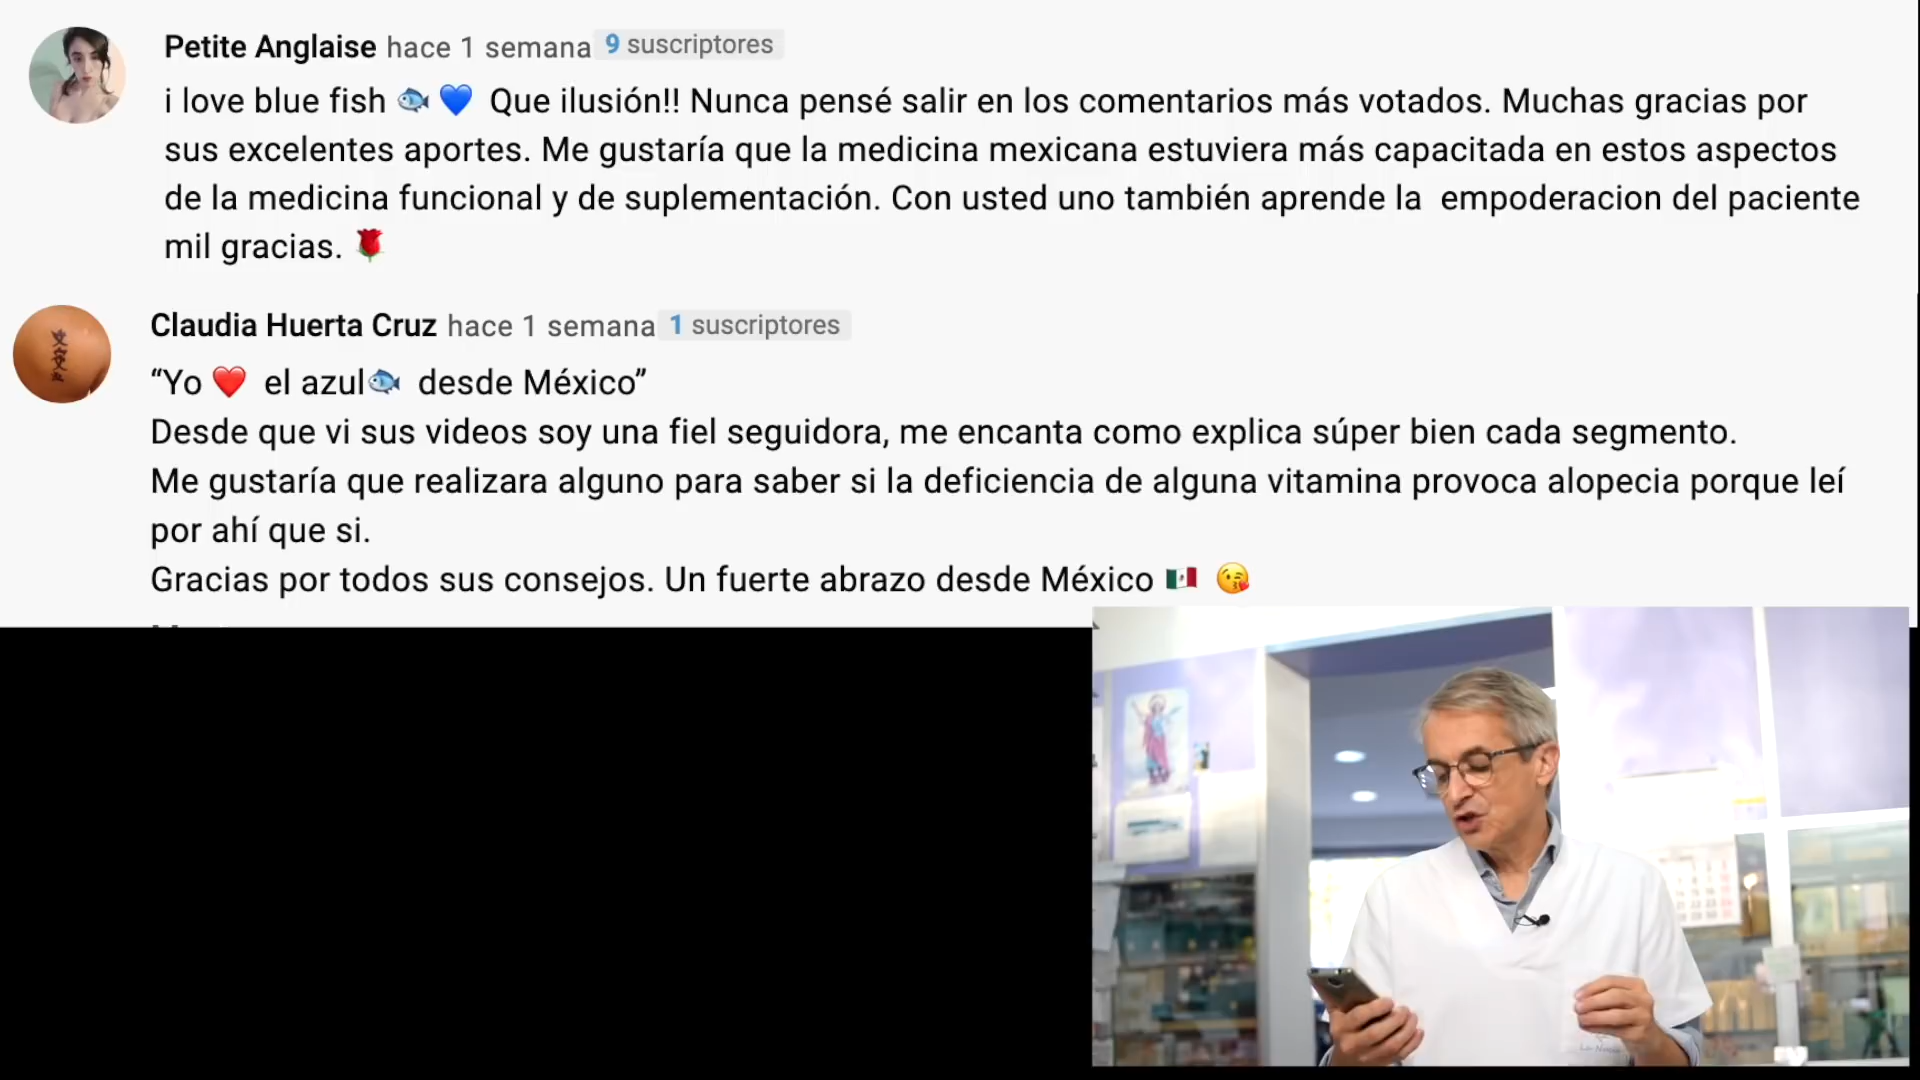 Petite Anglaise hace 1 semana 9 suscriptores
i love blue fish 🐟 💙 Que ilusión!! Nunca pensé salir en los comentarios más votados. Muchas gracias por
sus excelentes aportes. Me gustaría que la medicina mexicana estuviera más capacitada en estos aspectos
de la medicina funcional y de suplementación. Con usted uno también aprende la empoderacion del paciente
mil gracias. 🌹
Claudia Huerta Cruz hace 1 semana 1 suscriptores
“Yo ❤️ el azul🐟 desde México”
Desde que vi sus videos soy una fiel seguidora, me encanta como explica súper bien cada segmento.
Me gustaría que realizara alguno para saber si la deficiencia de alguna vitamina provoca alopecia porque leí
por ahí que si.
Gracias por todos sus consejos. Un fuerte abrazo desde México 🇲🇽 😘